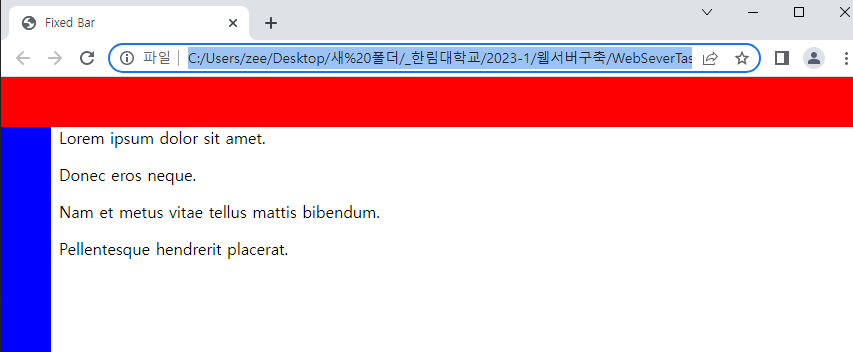 Fixed Bar
파일 C:/Users/zee/Desktop/새%20폴더/_한림대학교/2023-1/웹서버구축/WebSeverTas
Lorem ipsum dolor sit amet.
Donec eros neque.
Nam et metus vitae tellus mattis bibendum.
Pellentesque hendrerit placerat.